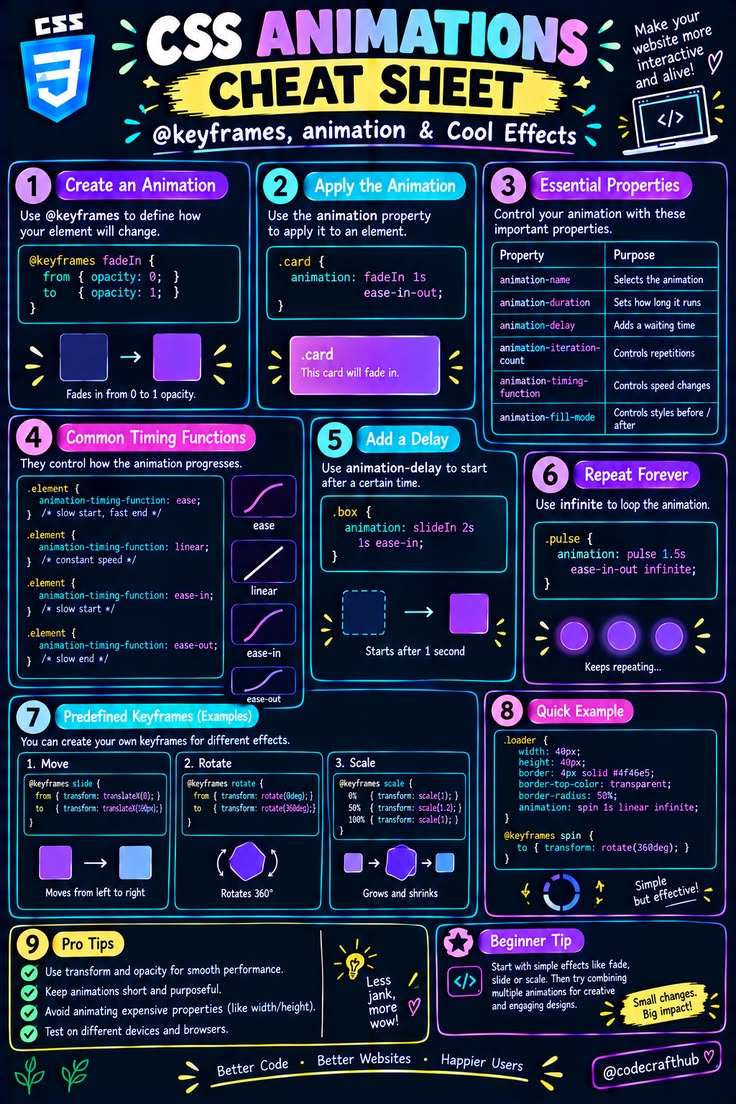 CSS
3
CSS ANIMATIONS
CHEAT SHEET
@keyframes, animation & Cool Effects
Make your
website more
interactive
and alive!
</>
1 Create an Animation
Use @keyframes to define how
your element will change.
@keyframes fadeIn {
from { opacity: 0; }
to { opacity: 1; }
}
Fades in from 0 to 1 opacity.
2 Apply the Animation
Use the animation property
to apply it to an element.
.card {
animation: fadeIn 1s
ease-in-out;
}
.card
This card will fade in.
3 Essential Properties
Control your animation with these
important properties.
Property Purpose
animation-name Selects the animation
animation-duration Sets how long it runs
animation-delay Adds a waiting time
animation-iteration-
count Controls repetitions
animation-timing-
function Controls speed changes
animation-fill-mode Controls styles before /
after
4 Common Timing Functions
They control how the animation progresses.
.element {
animation-timing-function: ease;
} /* slow start, fast end */
.element {
animation-timing-function: linear;
} /* constant speed */
.element {
animation-timing-function: ease-in;
} /* slow start */
.element {
animation-timing-function: ease-out;
} /* slow end */
ease
linear
ease-in
ease-out
5 Add a Delay
Use animation-delay to start
after a certain time.
.box {
animation: slideIn 2s
1s ease-in;
}
Starts after 1 second
6 Repeat Forever
Use infinite to loop the animation.
.pulse {
animation: pulse 1.5s
ease-in-out infinite;
}
Keeps repeating...
7 Predefined Keyframes (Examples)
You can create your own keyframes for different effects.
1. Move
@keyframes slide {
from { transform: translateX(0); }
to { transform: translateX(100px); }
}
Moves from left to right
2. Rotate
@keyframes rotate {
from { transform: rotate(0deg); }
to { transform: rotate(360deg); }
}
Rotates 360°
3. Scale
@keyframes scale {
0% { transform: scale(1); }
50% { transform: scale(1.2); }
100% { transform: scale(1); }
}
Grows and shrinks
8 Quick Example
.loader {
width: 40px;
height: 40px;
border: 4px solid #4f46e5;
border-top-color: transparent;
border-radius: 50%;
animation: spin 1s linear infinite;
}
@keyframes spin {
to { transform: rotate(360deg); }
}
Simple
but effective!
9 Pro Tips
Use transform and opacity for smooth performance.
Keep animations short and purposeful.
Avoid animating expensive properties (like width/height).
Test on different devices and browsers.
Less
jank,
more
wow!
Beginner Tip
</>
Start with simple effects like fade,
slide or scale. Then try combining
multiple animations for creative
and engaging designs.
Small changes.
Big impact!
Better Code · Better Websites · Happier Users
@codecrafthub